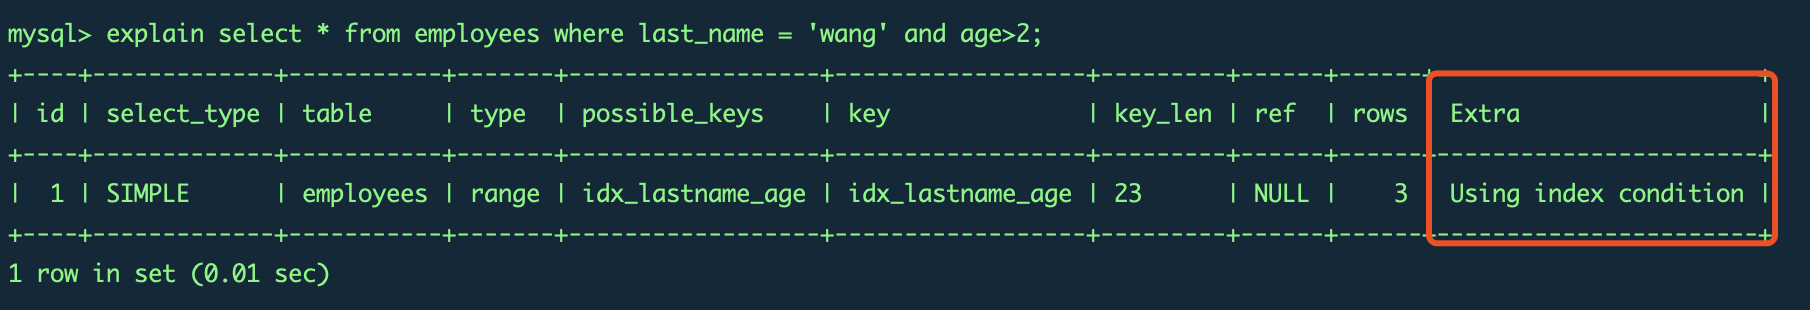 mysql> explain select * from employees where last_name = 'wang' and age>2;
+----+-------------+-----------+-------+-------------------+-------------------+---------+------+------+-----------------------+
| id | select_type | table     | type  | possible_keys     | key               | key_len | ref  | rows | Extra                 |
+----+-------------+-----------+-------+-------------------+-------------------+---------+------+------+-----------------------+
|  1 | SIMPLE      | employees | range | idx_lastname_age | idx_lastname_age | 23      | NULL |    3 | Using index condition |
+----+-------------+-----------+-------+-------------------+-------------------+---------+------+------+-----------------------+
1 row in set (0.01 sec)